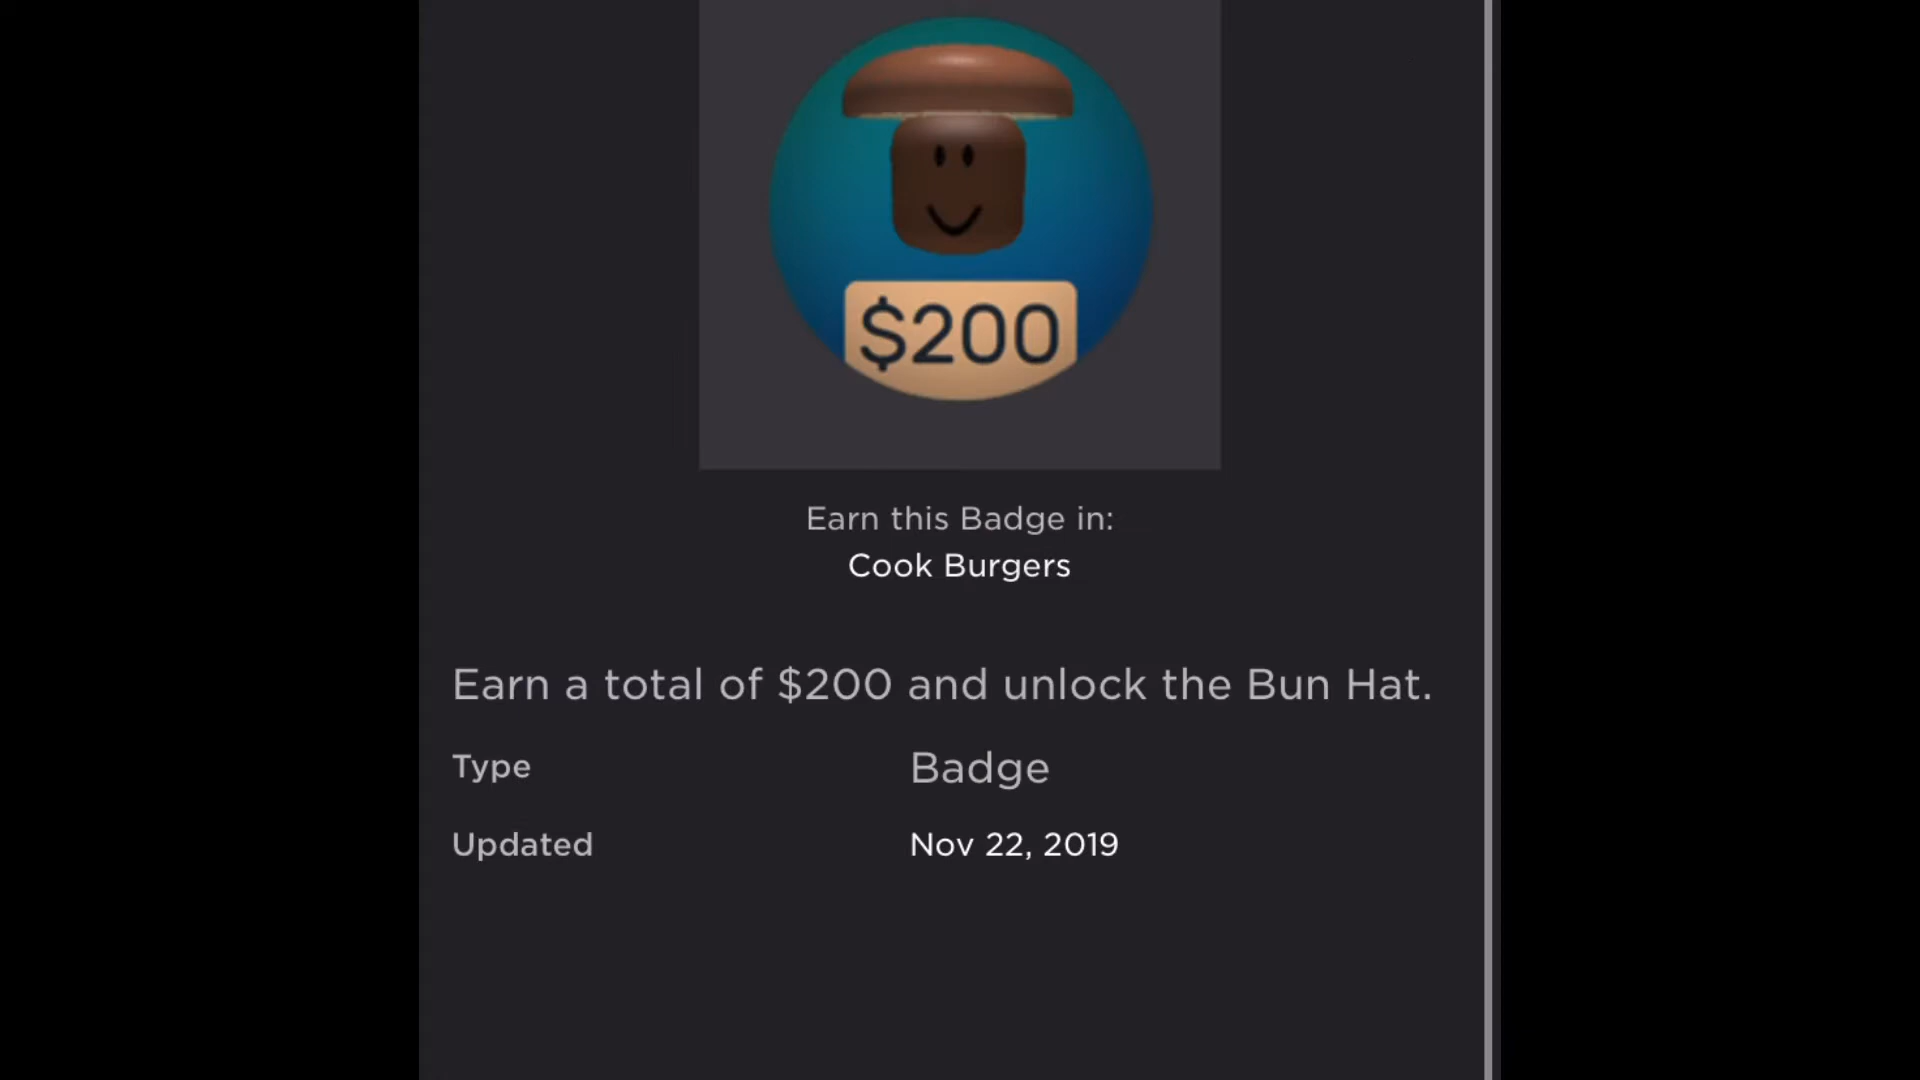 $200
Earn this Badge in:
Cook Burgers
Earn a total of $200 and unlock the Bun Hat.
Type Badge
Updated Nov 22, 2019